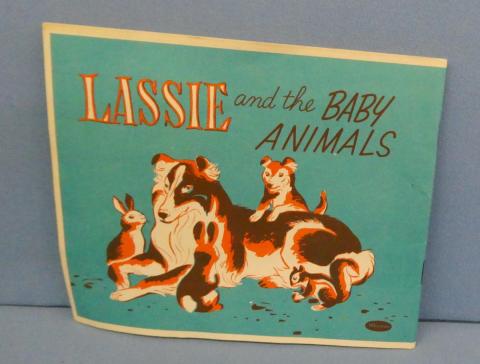 LASSIE and the BABY
ANIMALS